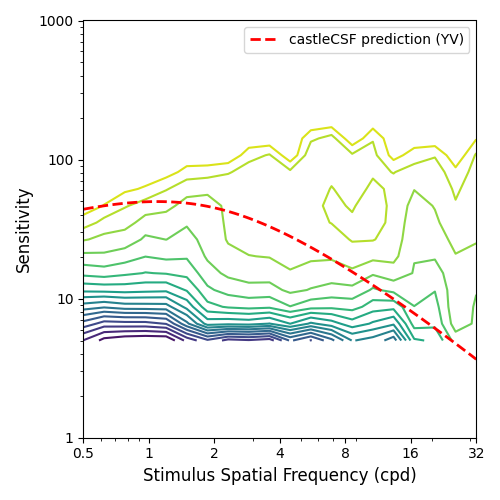 1000
castleCSF prediction (YV)
100
Sensitivity
10
1
0.5 1 2 4 8 16 32
Stimulus Spatial Frequency (cpd)